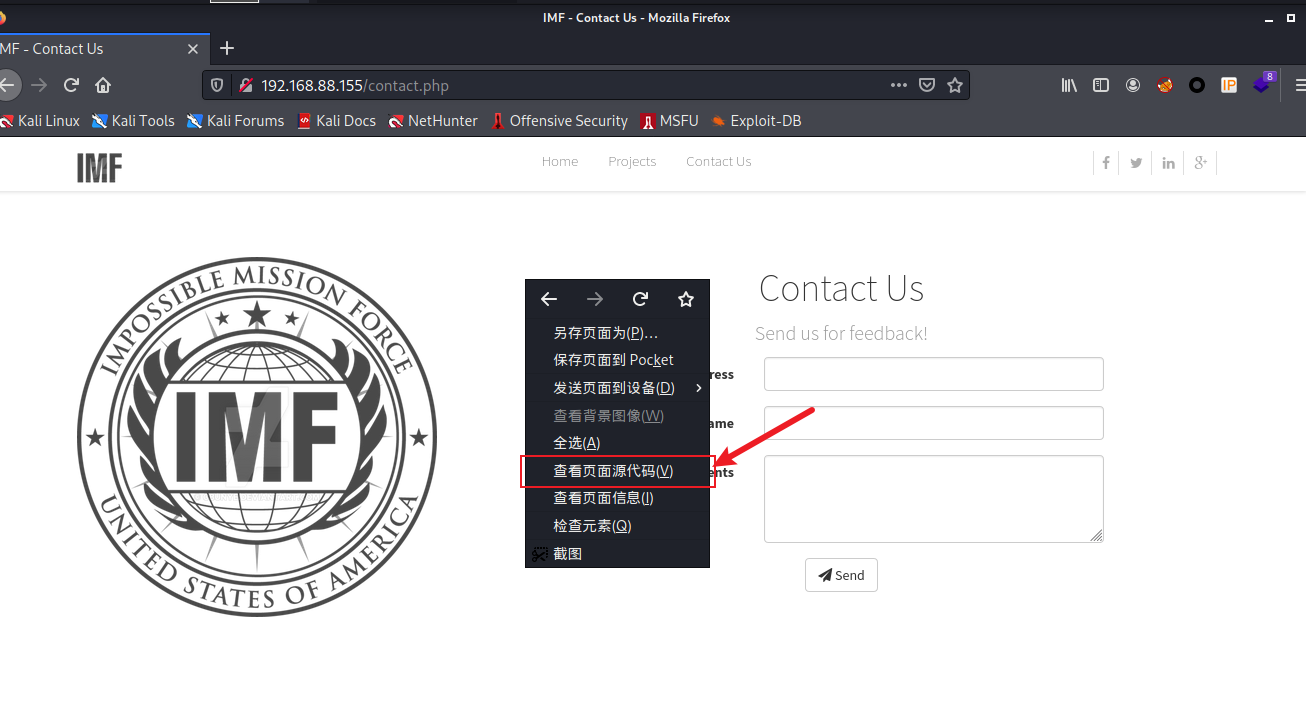 IMF - Contact Us - Mozilla Firefox
MF - Contact Us
192.168.88.155/contact.php
IP
8
Kali Linux Kali Tools Kali Forums Kali Docs NetHunter Offensive Security MSFU Exploit-DB
IMF
Home Projects Contact Us
IMPOSSIBLE MISSION FORCE
IMF
UNITED STATES OF AMERICA
另存页面为(P)...
保存页面到 Pocket
发送页面到设备(D)
查看背景图像(W)
全选(A)
查看页面源代码(V)
查看页面信息(I)
检查元素(Q)
截图
Contact Us
Send us for feedback!
ress
ame
ents
Send